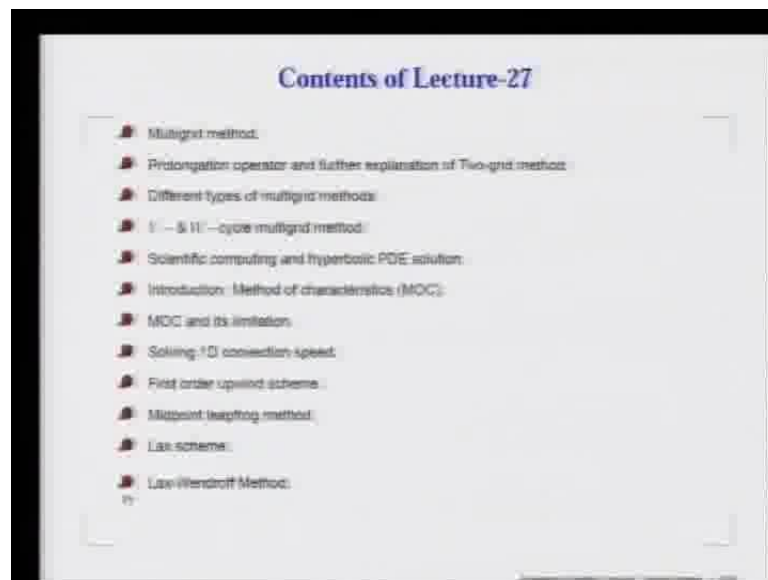 Contents of Lecture-27
Multigrid method.
Prolongation operator and further explanation of Two-grid method.
Different types of multigrid methods
V – & W –cycle multigrid method.
Scientific computing and hyperbolic PDE solution.
Introduction: Method of characteristics (MOC).
MOC and its limitation.
Solving 1D convection speed.
First order upwind scheme.
Midpoint leapfrog method.
Lax scheme.
Lax-Wendroff Method.